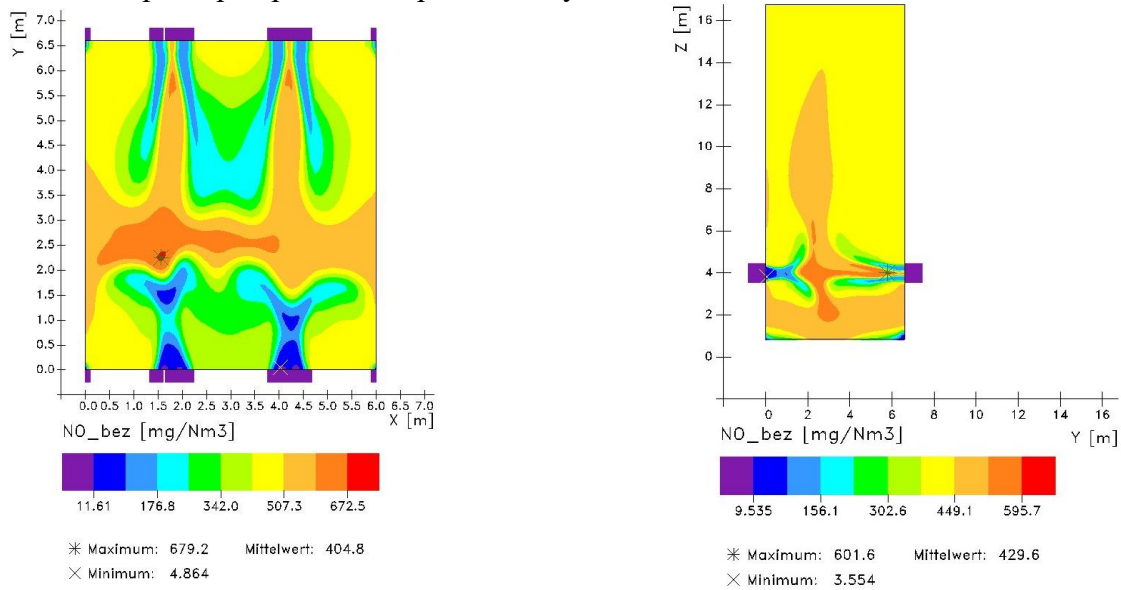 7.0
6.5
6.0
5.5
5.0
4.5
4.0
3.5
3.0
2.5
2.0
1.5
1.0
0.5
0.0
Y [m]
0.0 0.5 1.0 1.5 2.0 2.5 3.0 3.5 4.0 4.5 5.0 5.5 6.0 6.5 7.0
X [m]
NO_bez [mg/Nm3]
11.61 176.8 342.0 507.3 672.5
Maximum: 679.2 Mittelwert: 404.8
Minimum: 4.864
16
14
12
10
8
6
4
2
0
Z [m]
0 2 4 6 8 10 12 14 16
NO_bez [mg/Nm3] Y [m]
9.535 156.1 302.6 449.1 595.7
Maximum: 601.6 Mittelwert: 429.6
Minimum: 3.554